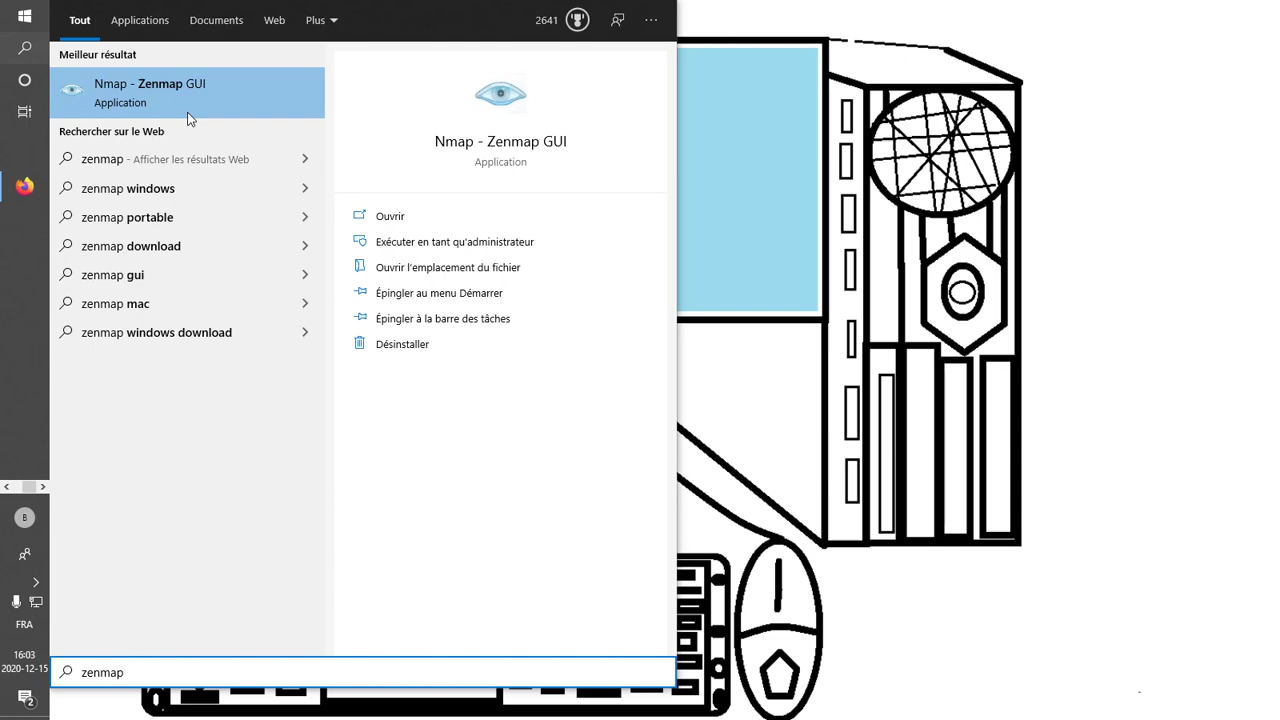 Tout Applications Documents Web Plus 2641 ...
Meilleur résultat
Nmap - Zenmap GUI
Application
Rechercher sur le Web
zenmap - Afficher les résultats Web
zenmap windows
zenmap portable
zenmap download
zenmap gui
zenmap mac
zenmap windows download
Nmap - Zenmap GUI
Application
Ouvrir
Exécuter en tant qu'administrateur
Ouvrir l'emplacement du fichier
Épingler au menu Démarrer
Épingler à la barre des tâches
Désinstaller
B
FRA
16:03
2020-12-15
2
zenmap